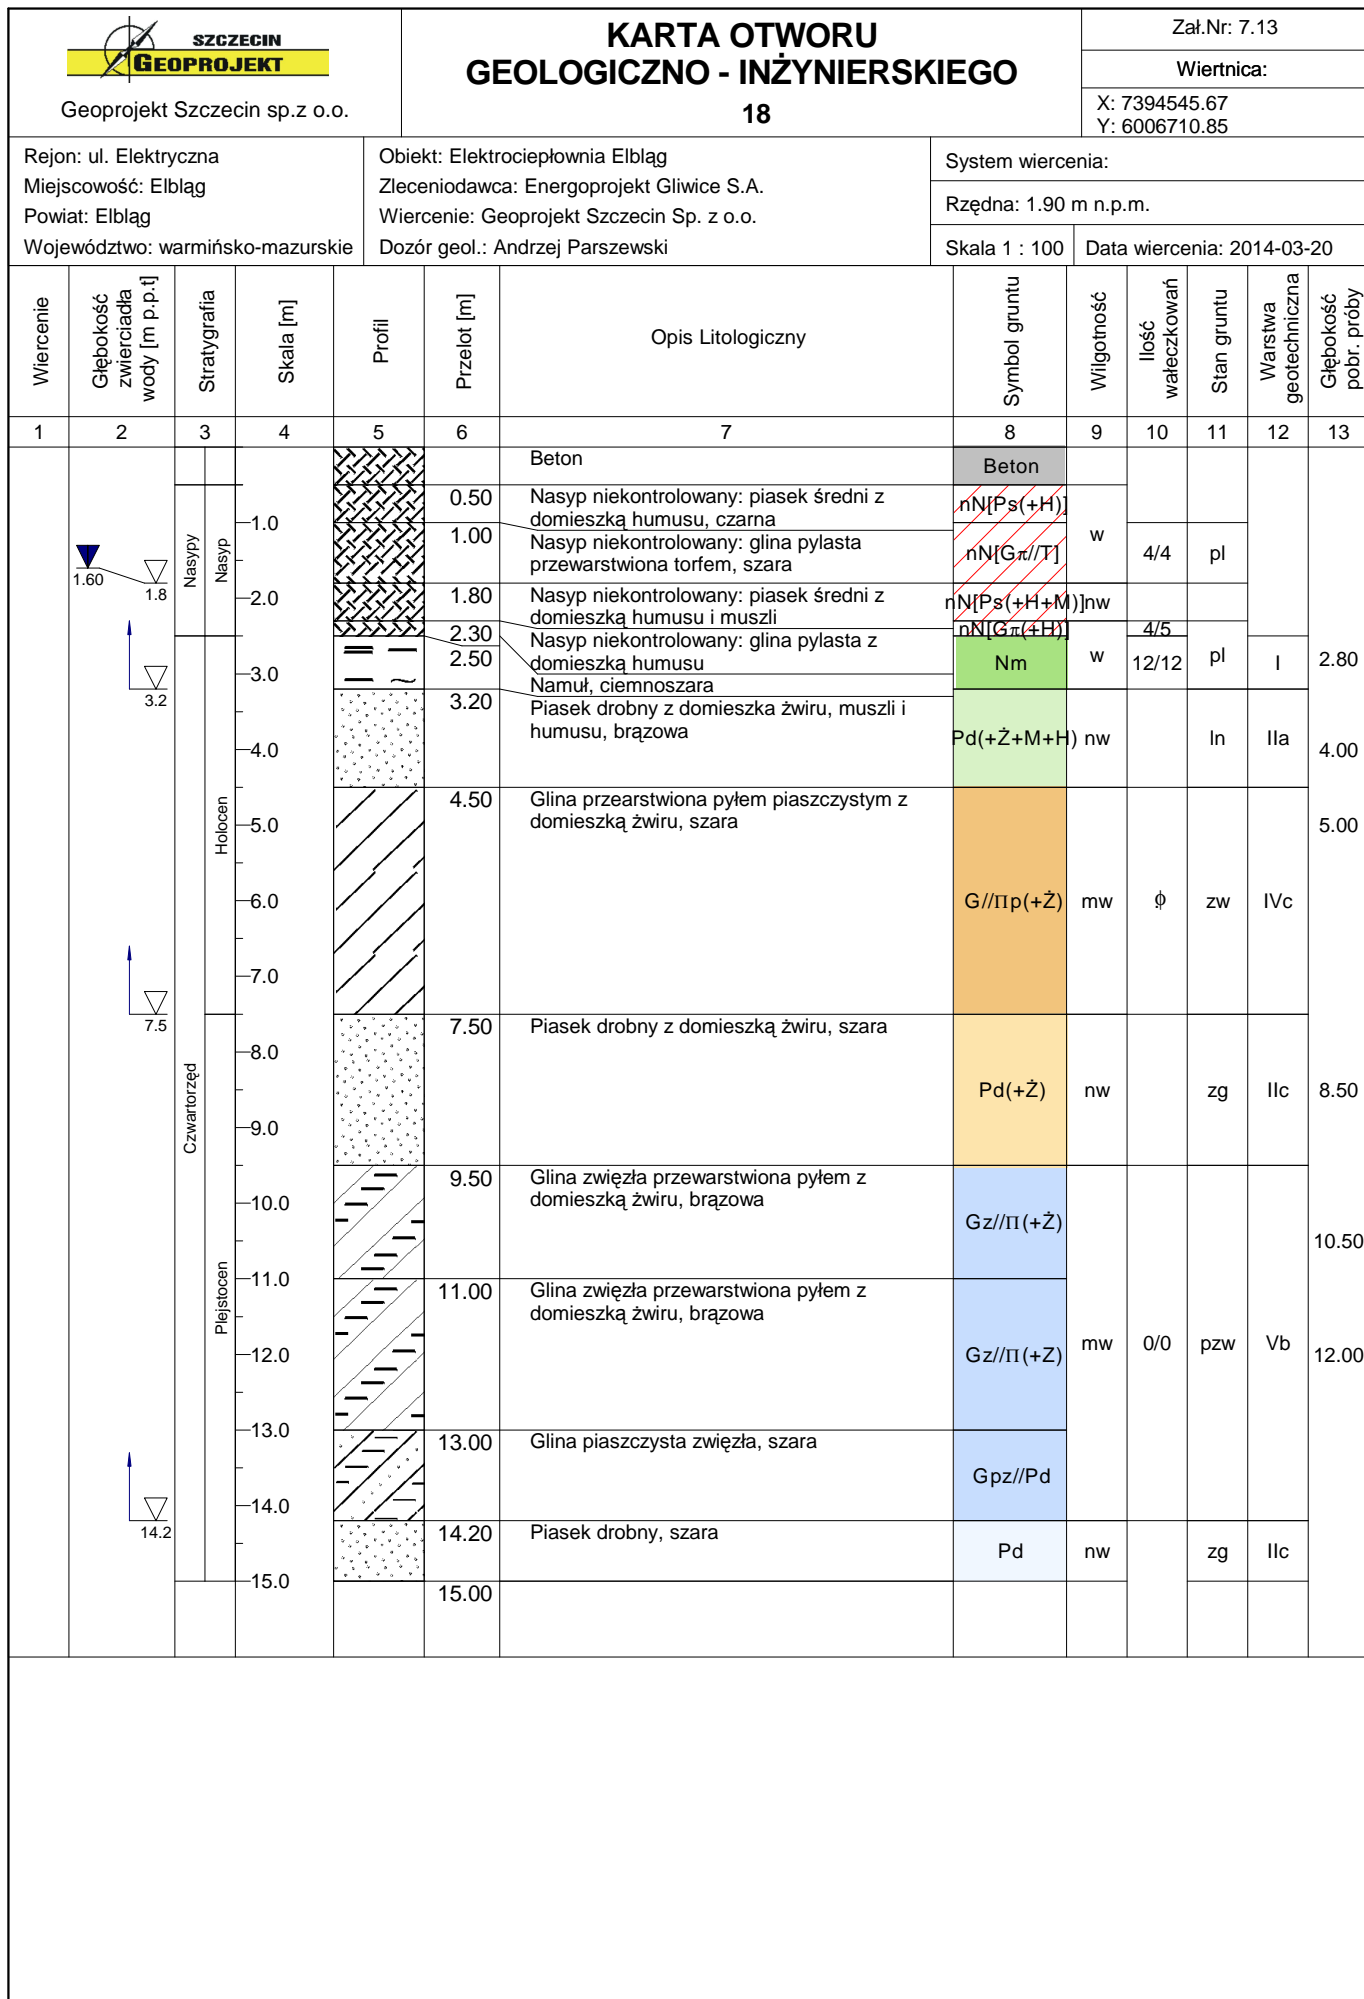 SZCZECIN
GEOPROJEKT
Geoprojekt Szczecin sp.z o.o.
KARTA OTWORU
GEOLOGICZNO - INŻYNIERSKIEGO
18
Zał.Nr: 7.13
Wiertnica:
X: 7394545.67
Y: 6006710.85
Rejon: ul. Elektryczna
Miejscowość: Elbląg
Powiat: Elbląg
Województwo: warmińsko-mazurskie
Obiekt: Elektrociepłownia Elbląg
Zleceniodawca: Energoprojekt Gliwice S.A.
Wiercenie: Geoprojekt Szczecin Sp. z o.o.
Dozór geol.: Andrzej Parszewski
System wiercenia:
Rzędna: 1.90 m n.p.m.
Skala 1 : 100
Data wiercenia: 2014-03-20
Wiercenie
Głębokość
zwierciadła
wody [m p.p.t]
Stratygrafia
Skala [m]
Profil
Przelot [m]
Opis Litologiczny
Symbol gruntu
Wilgotność
Ilość
wałeczkowań
Stan gruntu
Warstwa
geotechniczna
Głębokość
pobr. próby
1 2 3 4 5 6 7 8 9 10 11 12 13
Beton
Beton
0.50
Nasyp niekontrolowany: piasek średni z
domieszką humusu, czarna
nN[Ps(+H)]
1.0
1.00
Nasyp niekontrolowany: glina pylasta
przewarstwiona torfem, szara
nN[Gπ//T]
w
4/4
pl
Nasypy
Nasyp
1.60
1.8
2.0
1.80
Nasyp niekontrolowany: piasek średni z
domieszką humusu i muszli
nN[Ps(+H+M)]
nw
2.30
Nasyp niekontrolowany: glina pylasta z
domieszką humusu
nN[Gπ(+H)]
4/5
2.50
Namuł, ciemnoszara
Nm
w
12/12
pl
I
2.80
3.0
3.2
3.20
Piasek drobny z domieszka żwiru, muszli i
humusu, brązowa
Pd(+Ż+M+H)
nw
ln
IIa
4.00
4.0
4.50
Glina przearstwiona pyłem piaszczystym z
domieszką żwiru, szara
5.0
5.00
Holocen
6.0
G//Πp(+Ż)
mw
ϕ
zw
IVc
7.0
7.5
7.50
Piasek drobny z domieszką żwiru, szara
8.0
Czwartorzęd
Pd(+Ż)
nw
zg
IIc
8.50
9.0
9.50
Glina zwięzła przewarstwiona pyłem z
domieszką żwiru, brązowa
10.0
Gz//Π(+Ż)
10.50
11.0
11.00
Glina zwięzła przewarstwiona pyłem z
domieszką żwiru, brązowa
Plejstocen
12.0
Gz//Π(+Z)
mw
0/0
pzw
Vb
12.00
13.0
13.00
Glina piaszczysta zwięzła, szara
Gpz//Pd
14.0
14.2
14.20
Piasek drobny, szara
Pd
nw
zg
IIc
15.0
15.00